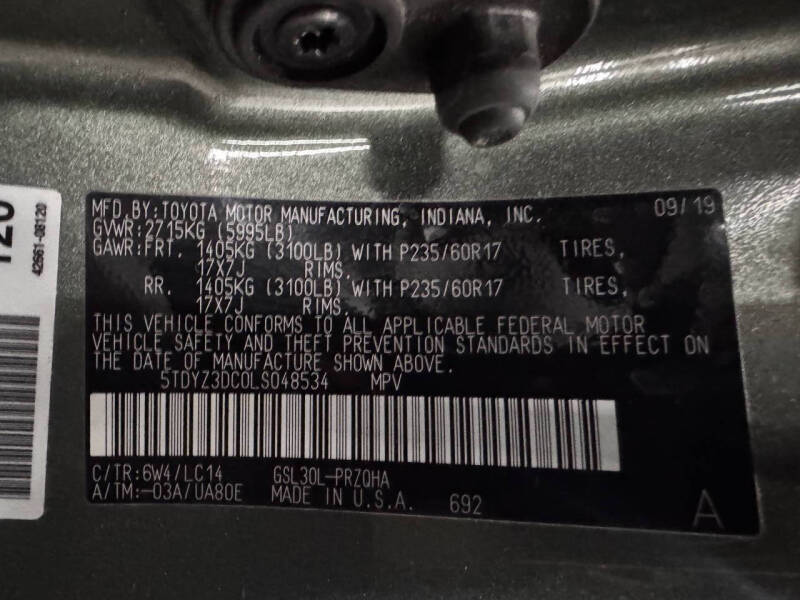 MFD.BY:TOYOTA MOTOR MANUFACTURING, INDIANA, INC. 09/19
GVWR:2715KG (5995LB)
GAWR:FRT. 1405KG (3100LB) WITH P235/60R17 TIRES,
17X7J RIMS.
RR. 1405KG (3100LB) WITH P235/60R17 TIRES,
17X7J RIMS.
THIS VEHICLE CONFORMS TO ALL APPLICABLE FEDERAL MOTOR
VEHICLE SAFETY AND THEFT PREVENTION STANDARDS IN EFFECT ON
THE DATE OF MANUFACTURE SHOWN ABOVE.
5TDYZ3DC0LS048534 MPV
C/TR:6W4/LC14 GSL30L-PRZQHA
A/TM:-03A/UA80E MADE IN U.S.A. 692 A
42661-08120